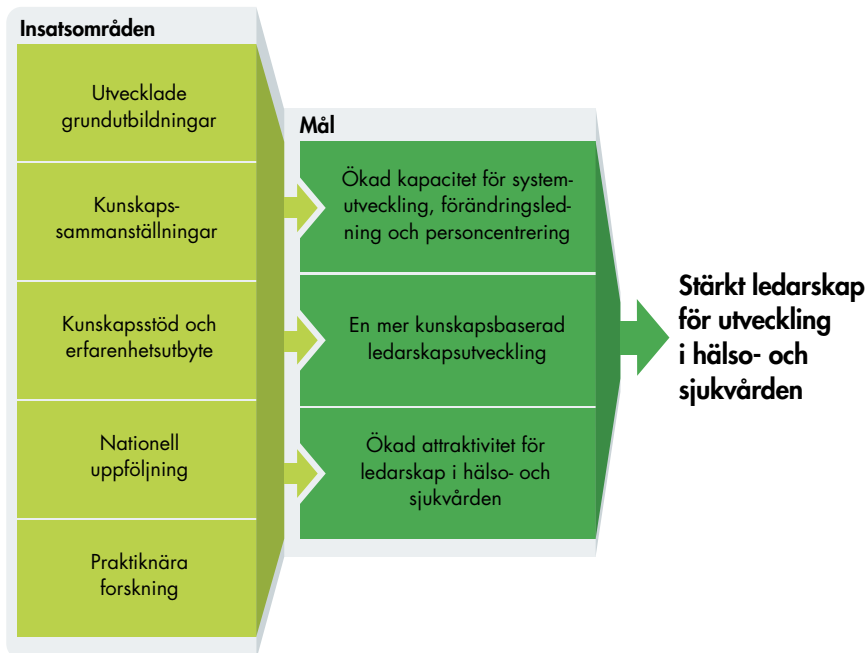 Insatsområden
Utvecklade
grundutbildningar
Kunskaps-
sammanställningar
Kunskapsstöd och
erfarenhetsutbyte
Nationell
uppföljning
Praktiknära
forskning
Mål
Ökad kapacitet för system-
utveckling, förändringsled-
ning och personcentrering
En mer kunskapsbaserad
ledarskapsutveckling
Ökad attraktivitet för
ledarskap i hälso- och
sjukvården
Stärkt ledarskap
för utveckling
i hälso- och
sjukvården